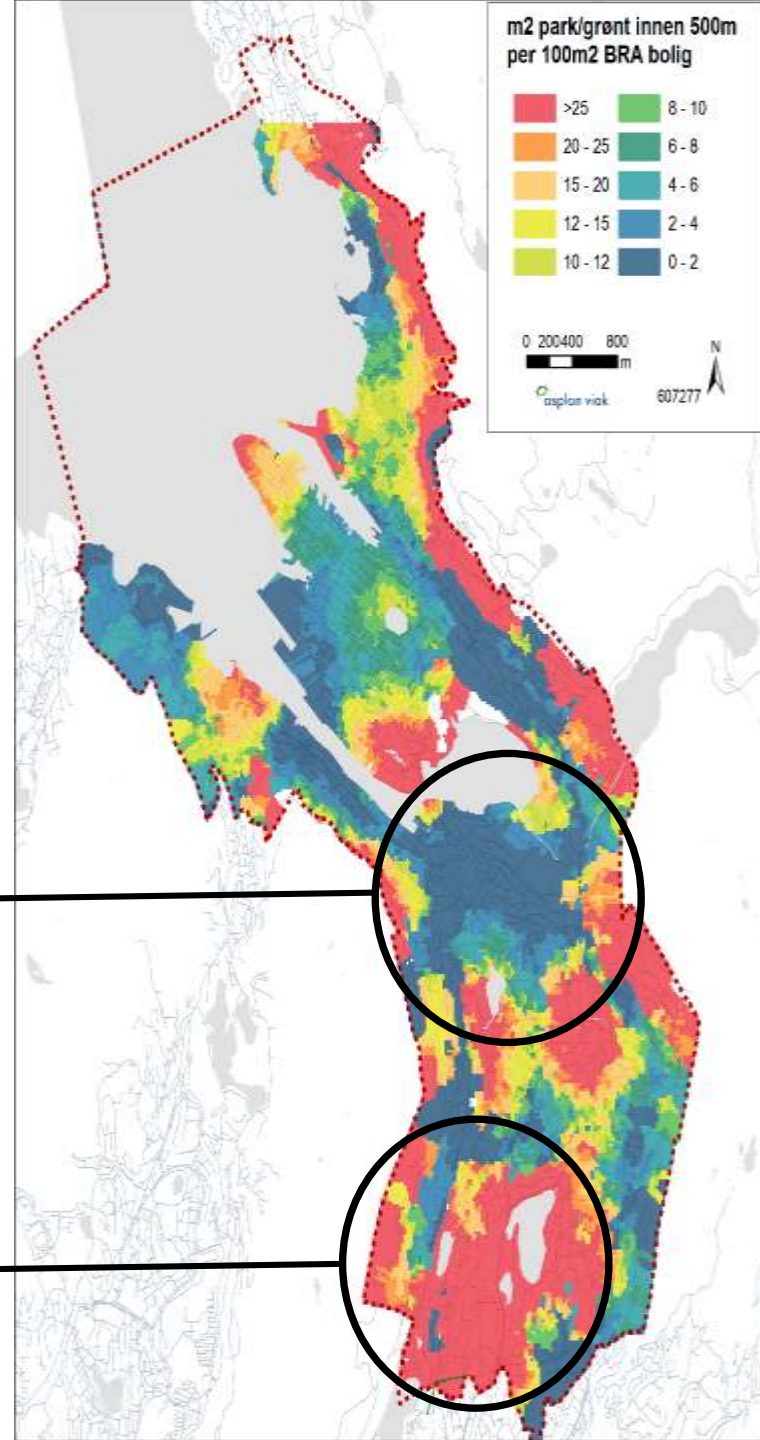 m2 park/grønt innen 500m
per 100m2 BRA bolig
>25
8 - 10
20 - 25
6 - 8
15 - 20
4 - 6
12 - 15
2 - 4
10 - 12
0 - 2
0 200400 800
m
N
asplan viak
607277